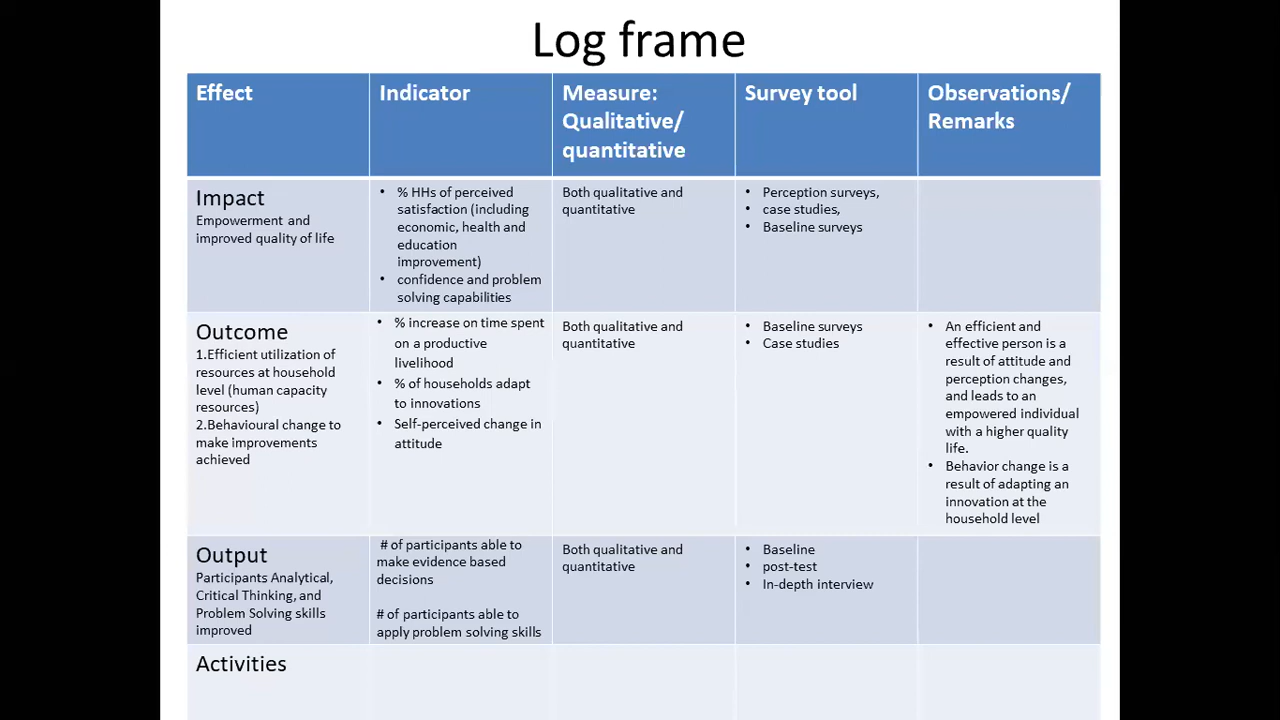 Log frame
Effect
Indicator
Measure:
Qualitative/
quantitative
Survey tool
Observations/
Remarks
Impact
Empowerment and
improved quality of life
• % HHs of perceived
satisfaction (including
economic, health and
education
improvement)
• confidence and problem
solving capabilities
Both qualitative and
quantitative
• Perception surveys,
• case studies,
• Baseline surveys
Outcome
1.Efficient utilization of
resources at household
level (human capacity
resources)
2.Behavioural change to
make improvements
achieved
• % increase on time spent
on a productive
livelihood
• % of households adapt
to innovations
• Self-perceived change in
attitude
Both qualitative and
quantitative
• Baseline surveys
• Case studies
• An efficient and
effective person is a
result of attitude and
perception changes,
and leads to an
empowered individual
with a higher quality
life.
• Behavior change is a
result of adapting an
innovation at the
household level
Output
Participants Analytical,
Critical Thinking, and
Problem Solving skills
improved
# of participants able to
make evidence based
decisions
# of participants able to
apply problem solving skills
Both qualitative and
quantitative
• Baseline
• post-test
• In-depth interview
Activities